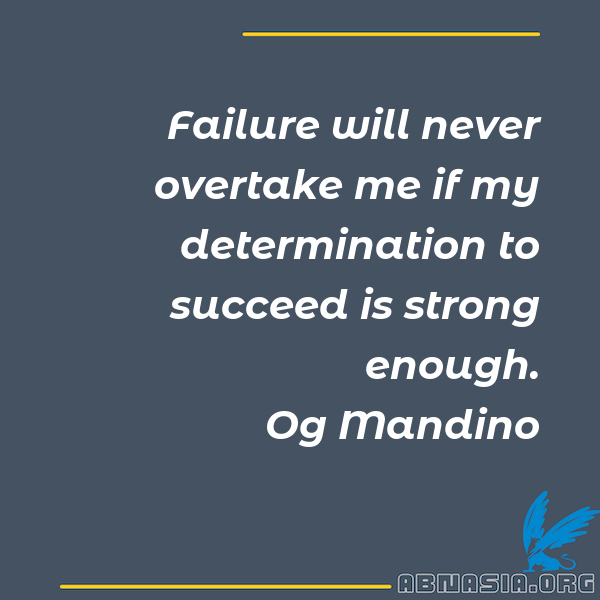 Failure will never
overtake me if my
determination to
succeed is strong
enough.
Og Mandino
ABNASIA.ORG